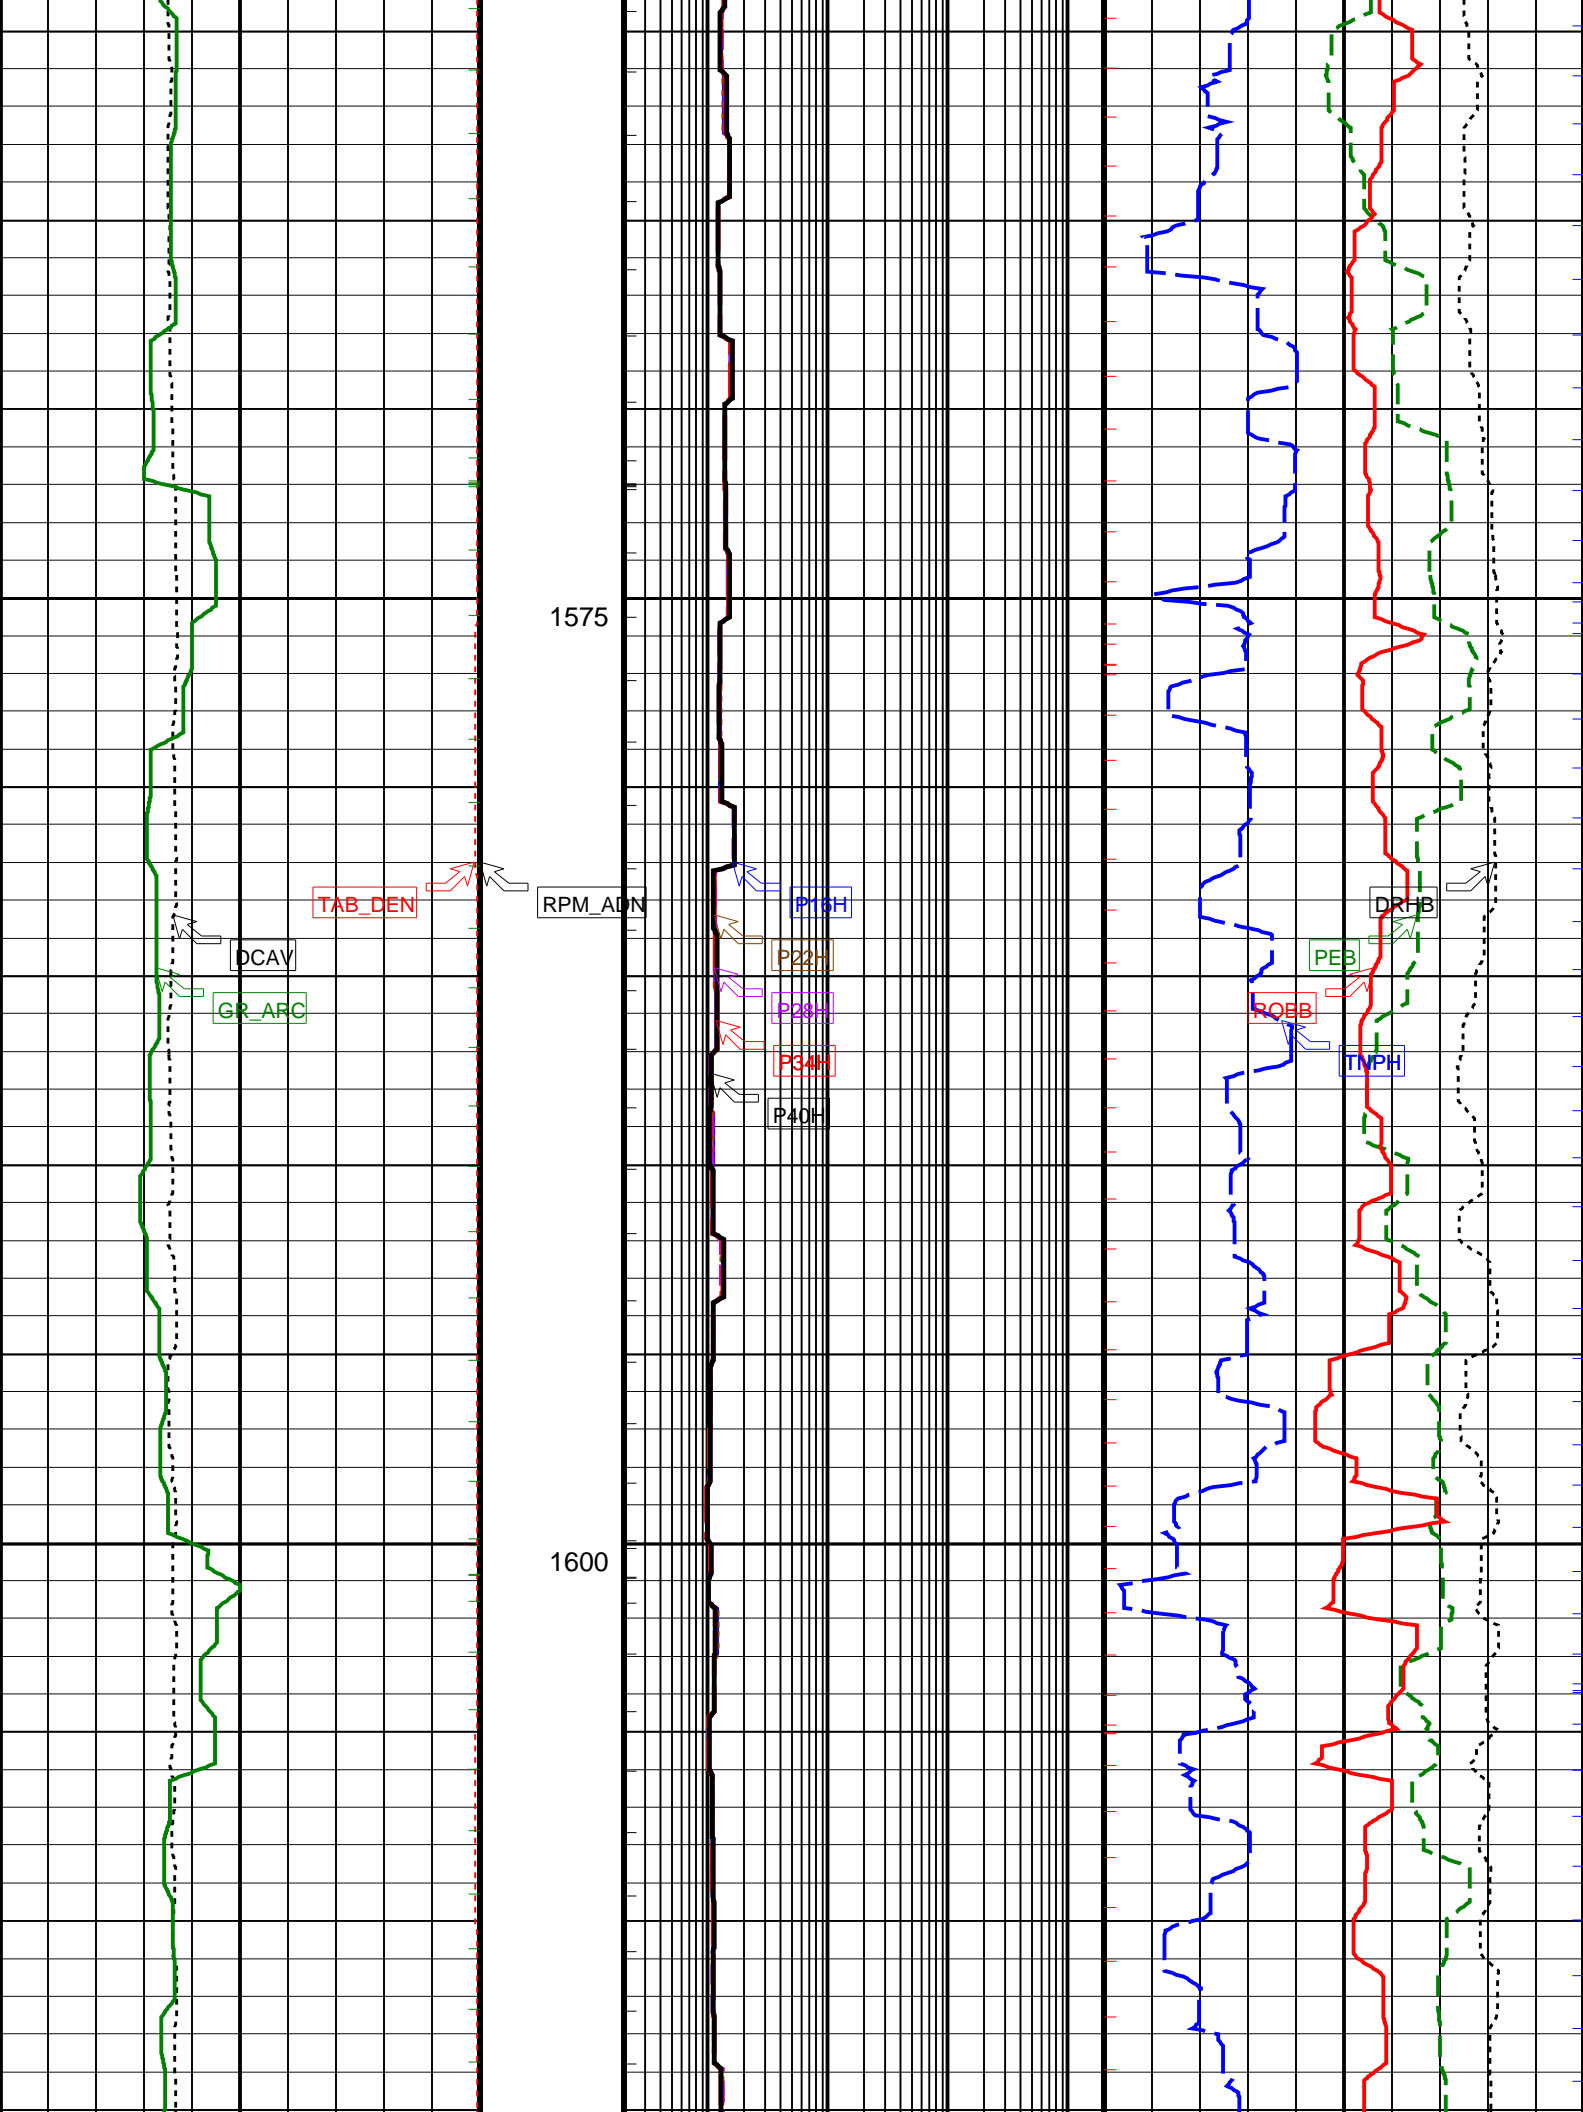 1575
TAB_DEN
RPM_ADN
P16H
DRHB
DCAV
P22H
PEB
GR_ARC
P28H
ROBB
P34H
TNPH
P40H
1600